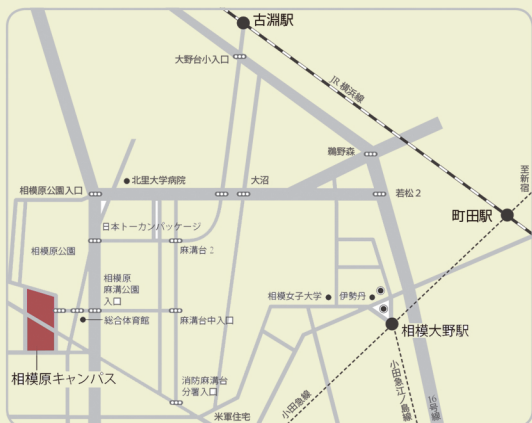 古淵駅
大野台小入口
JR 横浜線
鵜野森
至新宿
北里大学病院
大沼
相模原公園入口
若松 2
町田駅
日本トーカンパッケージ
麻溝台 2
相模原公園
相模原
麻溝公園
入口
相模女子大学
伊勢丹
総合体育館
麻溝台中入口
相模大野駅
相模原キャンパス
消防麻溝台
分署入口
小田急線
小田急江ノ島線
16号線
米軍住宅